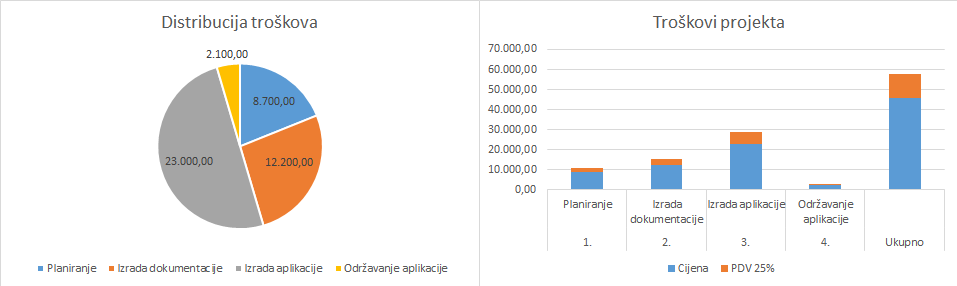 Distribucija troškova
2.100,00
8.700,00
23.000,00
12.200,00
Planiranje Izrada dokumentacije Izrada aplikacije Održavanje aplikacije
Troškovi projekta
70.000,00
60.000,00
50.000,00
40.000,00
30.000,00
20.000,00
10.000,00
0,00
Planiranje Izrada Izrada aplikacije Održavanje
dokumentacije aplikacije
1. 2. 3. 4. Ukupno
Cijena PDV 25%